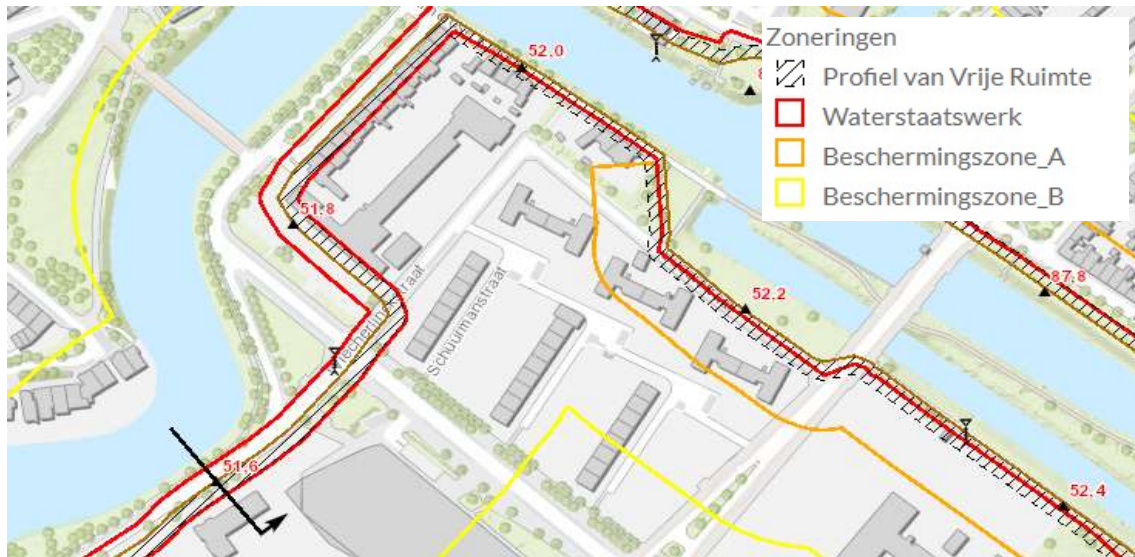 52,0
Zoneringen
Profiel van Vrije Ruimte
Waterstaatswerk
Beschermingszone_A
Beschermingszone_B
51,8
52,2
87,8
Schuurmanstraat
51,6
52,4